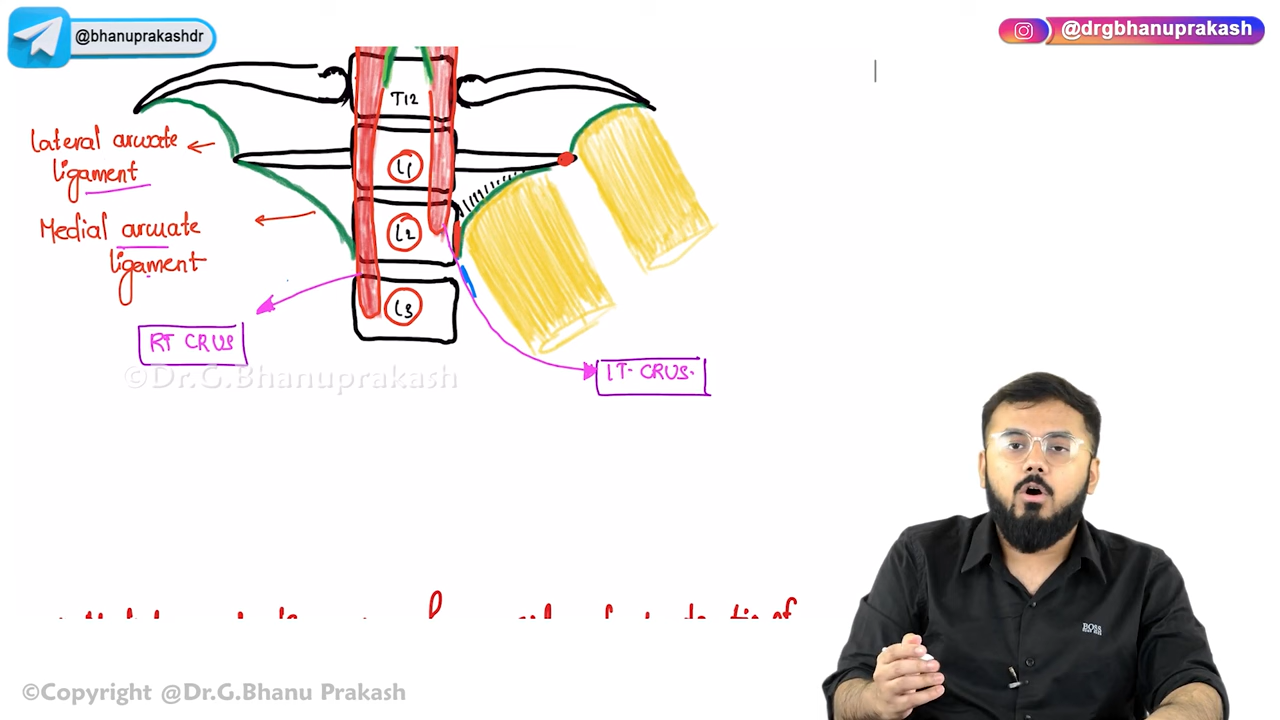 @bhanuprakashdr
@drgbhanuprakash
T12
lateral arcuate
ligament
L1
Medial arcuate
ligament
L2
L3
RT CRUS
LT. CRUS.
©Dr.G.Bhanuprakash
BOSS
©Copyright @Dr.G.Bhanu Prakash